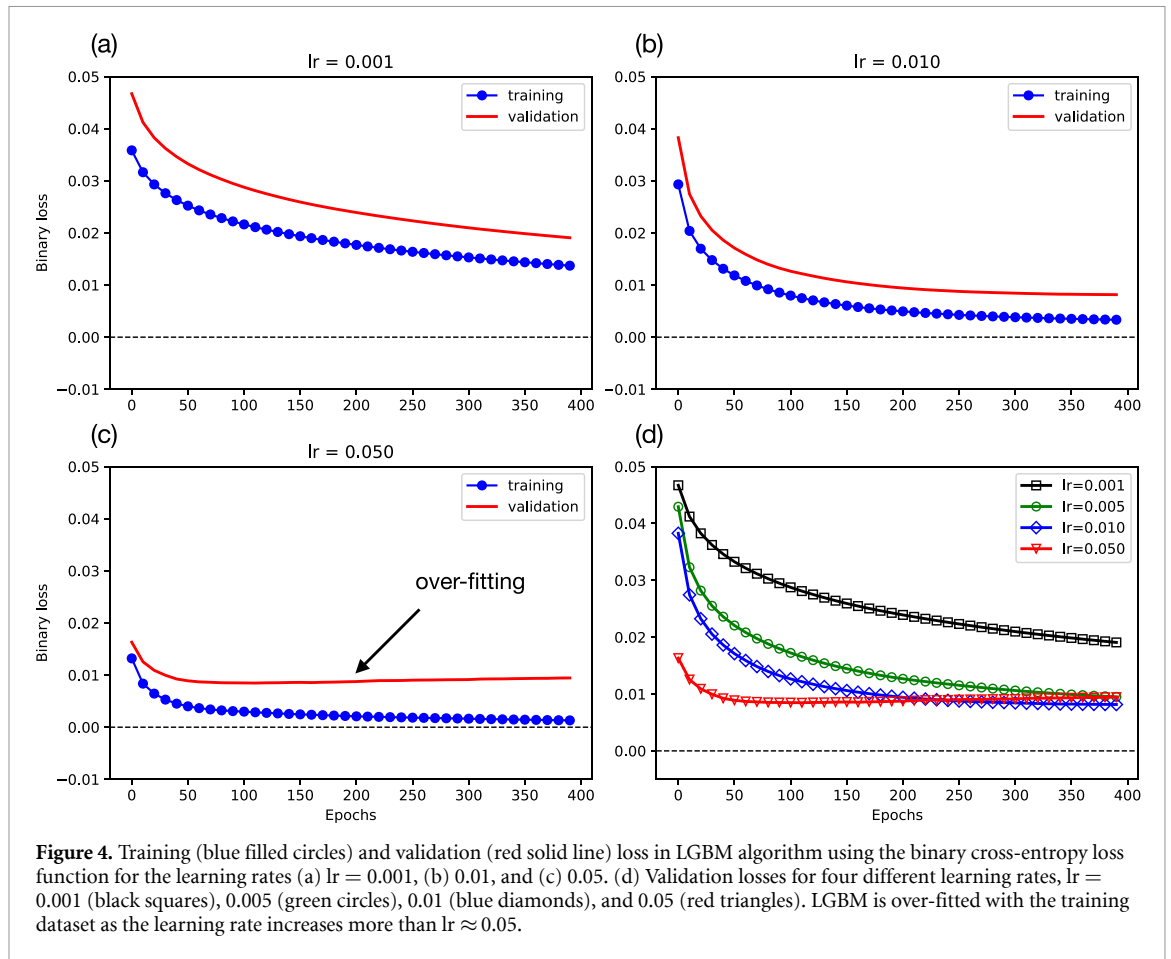 (a)
lr = 0.001
0.05
0.04
0.03
0.02
0.01
0.00
−0.01
Binary loss
training
validation
0 50 100 150 200 250 300 350 400
(b)
lr = 0.010
0.05
0.04
0.03
0.02
0.01
0.00
−0.01
training
validation
0 50 100 150 200 250 300 350 400
(c)
lr = 0.050
0.05
0.04
0.03
0.02
0.01
0.00
−0.01
Binary loss
training
validation
over-fitting
0 50 100 150 200 250 300 350 400
Epochs
(d)
0.05
0.04
0.03
0.02
0.01
0.00
lr=0.001
lr=0.005
lr=0.010
lr=0.050
0 50 100 150 200 250 300 350 400
Epochs
Figure 4. Training (blue filled circles) and validation (red solid line) loss in LGBM algorithm using the binary cross-entropy loss
function for the learning rates (a) lr = 0.001, (b) 0.01, and (c) 0.05. (d) Validation losses for four different learning rates, lr =
0.001 (black squares), 0.005 (green circles), 0.01 (blue diamonds), and 0.05 (red triangles). LGBM is over-fitted with the training
dataset as the learning rate increases more than lr ≈ 0.05.